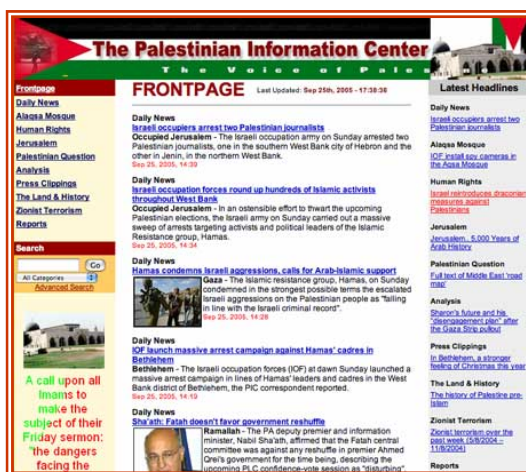 The Palestinian Information Center
The Voice of Pales
Frontpage
Daily News
Alaqsa Mosque
Human Rights
Jerusalem
Palestinian Question
Analysis
Press Clippings
The Land & History
Zionist Terrorism
Reports
Search
Go
All Categories
Advanced Search
A call upon all
Imams to
make the
subject of their
Friday sermon:
"the dangers
facing the
FRONTPAGE
Last Updated: Sep 25th, 2005 - 17:38:38
Daily News
Israeli occupiers arrest two Palestinian journalists
Occupied Jerusalem - The Israeli occupation army on Sunday arrested two
Palestinian journalists, one in the southern West Bank city of Hebron and the
other in Jenin, in the northern West Bank.
Sep 25, 2005, 14:39
Daily News
Israel occupation forces round up hundreds of Islamic activists
throughout West Bank
Occupied Jerusalem - In an ostensible effort to thwart the upcoming
Palestinian elections, the Israeli army on Sunday carried out a massive
sweep of arrests targeting activists and political leaders of the Islamic
Resistance group, Hamas.
Sep 25, 2005, 14:34
Daily News
Hamas condemns Israeli aggressions, calls for Arab-Islamic support
Gaza - The Islamic resistance group, Hamas, on Sunday
condemned in the strongest possible terms the escalated
Israeli aggressions on the Palestinian people as "falling
in line with the Israeli criminal record".
Sep 25, 2005, 14:28
Daily News
IOF launch massive arrest campaign against Hamas' cadres in
Bethlehem
Bethlehem - The Israeli occupation forces (IOF) at dawn Sunday launched a
massive arrest campaign in lines of Hamas' leaders and cadres in the West
Bank district of Bethlehem, the PIC correspondent reported.
Sep 25, 2005, 14:19
Daily News
Sha'ath: Fatah doesn't favor government reshuffle
Ramallah - The PA deputy premier and information
minister, Nabil Sha'ath, affirmed that the Fatah central
committee was against any reshuffle in premier Ahmed
Qrei's government for the time being, describing the
upcoming PLC confidence-vote session as "disturbing"
Latest Headlines
Daily News
Israeli occupiers arrest two
Palestinian journalists
Alaqsa Mosque
IOF install spy cameras in
the Aqsa Mosque
Human Rights
Israel reintroduces draconian
measures against
Palestinians
Jerusalem
Jerusalem . 5,000 Years of
Arab History
Palestinian Question
Full text of Middle East 'road
map'
Analysis
Sharon's future and his
"disengagement plan" after
the Gaza Strip pullout
Press Clippings
In Bethlehem, a stronger
feeling of Christmas this year
The Land & History
The history of Palestine pre-
Islam
Zionist Terrorism
Zionist terrorism over the
past week (5/8/2004 –
11/8/2004)
Reports